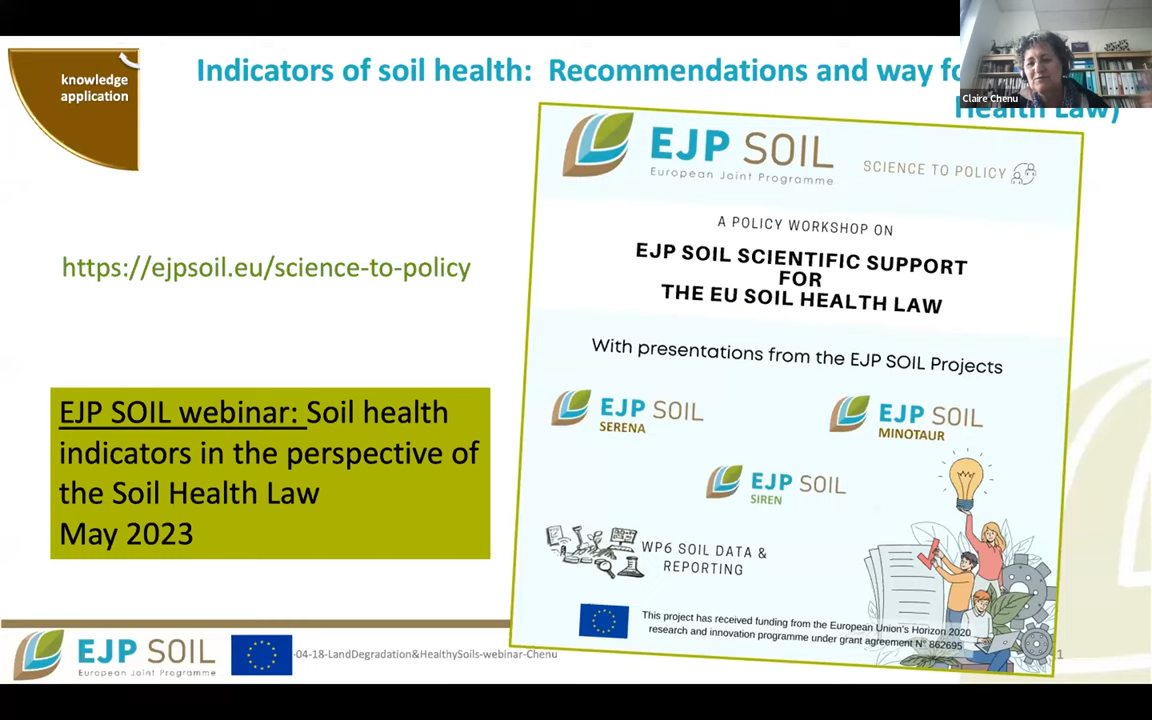 knowledge
application
Indicators of soil health: Recommendations and way
Health Law)
Claire Chenu
https://ejpsoil.eu/science-to-policy
EJP SOIL webinar: Soil health
indicators in the perspective of
the Soil Health Law
May 2023
EJP SOIL
European Joint Programme
SCIENCE TO POLICY
A POLICY WORKSHOP ON
EJP SOIL SCIENTIFIC SUPPORT
FOR
THE EU SOIL HEALTH LAW
With presentations from the EJP SOIL Projects
EJP SOIL
SERENA
EJP SOIL
MINOTAUR
EJP SOIL
SIREN
WP6 SOIL DATA &
REPORTING
This project has received funding from the European Union's Horizon 2020
research and innovation programme under grant agreement N° 862695
EJP SOIL
European Joint Programme
-04-18-LandDegradation&HealthySoils-webinar-Chenu
1